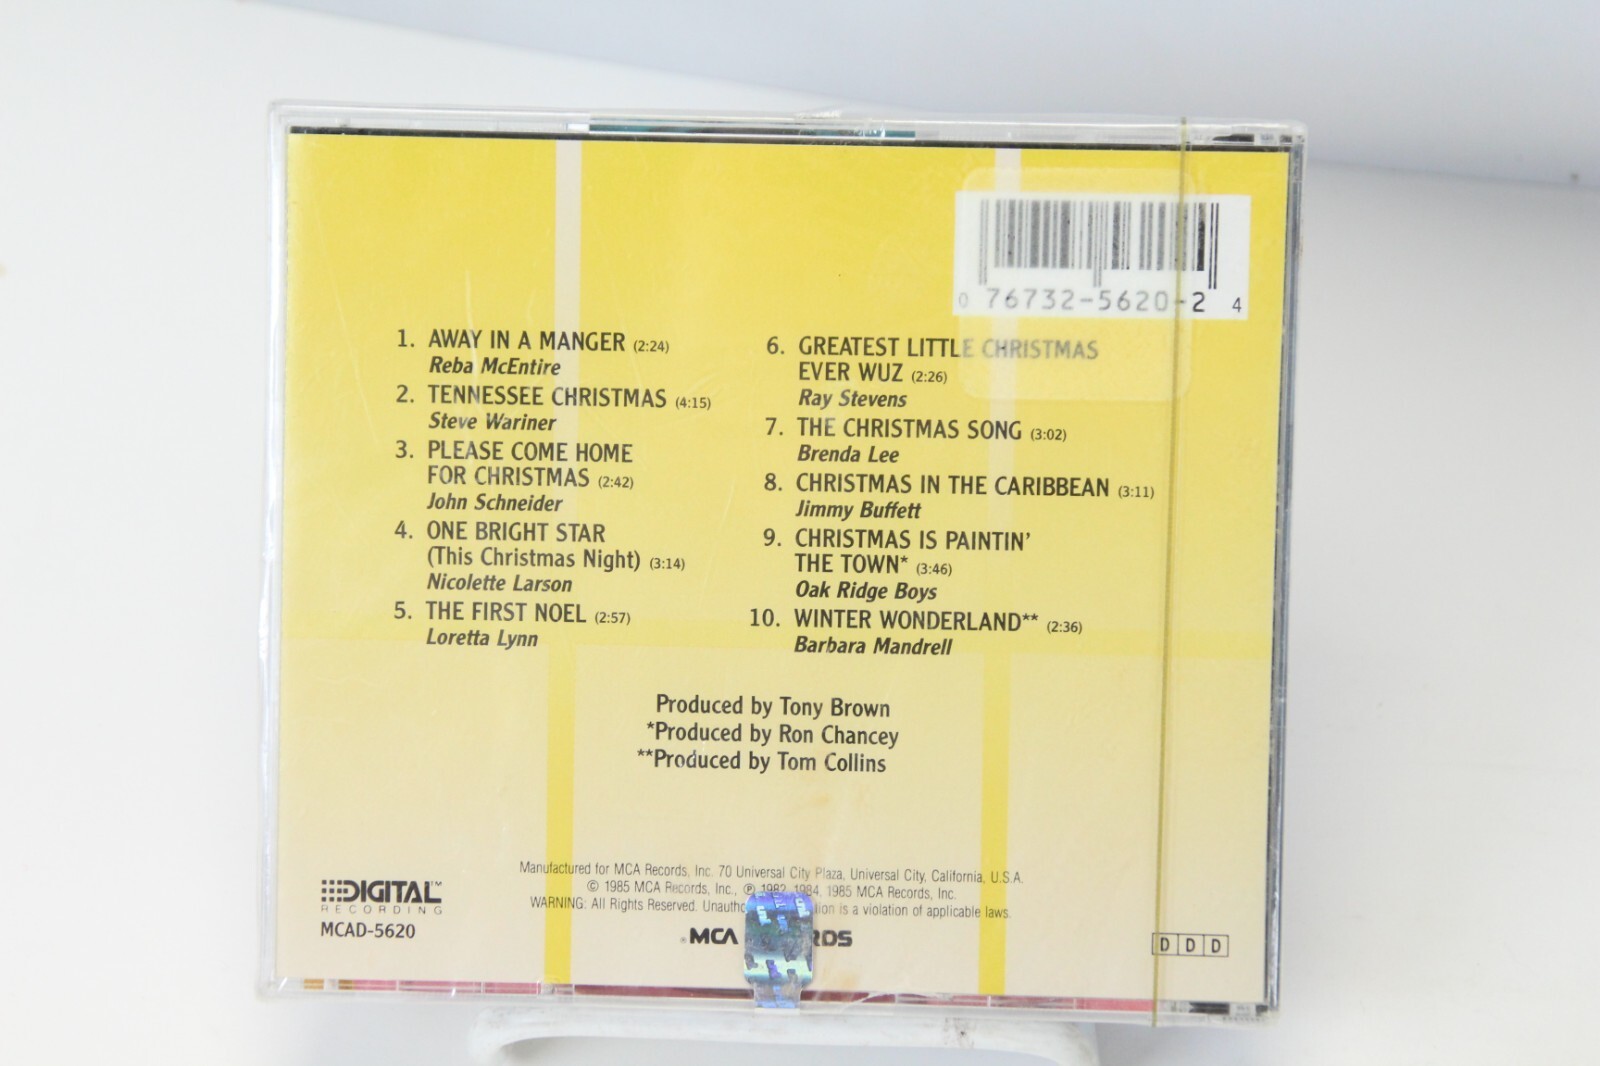 0 76732-5620-2 4
1. AWAY IN A MANGER (2:24)
Reba McEntire
2. TENNESSEE CHRISTMAS (4:15)
Steve Wariner
3. PLEASE COME HOME
FOR CHRISTMAS (2:42)
John Schneider
4. ONE BRIGHT STAR
(This Christmas Night) (3:14)
Nicolette Larson
5. THE FIRST NOEL (2:57)
Loretta Lynn
6. GREATEST LITTLE CHRISTMAS
EVER WUZ (2:26)
Ray Stevens
7. THE CHRISTMAS SONG (3:02)
Brenda Lee
8. CHRISTMAS IN THE CARIBBEAN (3:11)
Jimmy Buffett
9. CHRISTMAS IS PAINTIN'
THE TOWN* (3:46)
Oak Ridge Boys
10. WINTER WONDERLAND** (2:36)
Barbara Mandrell
Produced by Tony Brown
*Produced by Ron Chancey
**Produced by Tom Collins
Manufactured for MCA Records, Inc. 70 Universal City Plaza, Universal City, California, U.S.A.
© 1985 MCA Records, Inc., ℗ 1982, 1984, 1985 MCA Records, Inc.
WARNING: All Rights Reserved. is a violation of applicable laws.
DIGITAL™
RECORDING
MCAD-5620
MCA
D D D